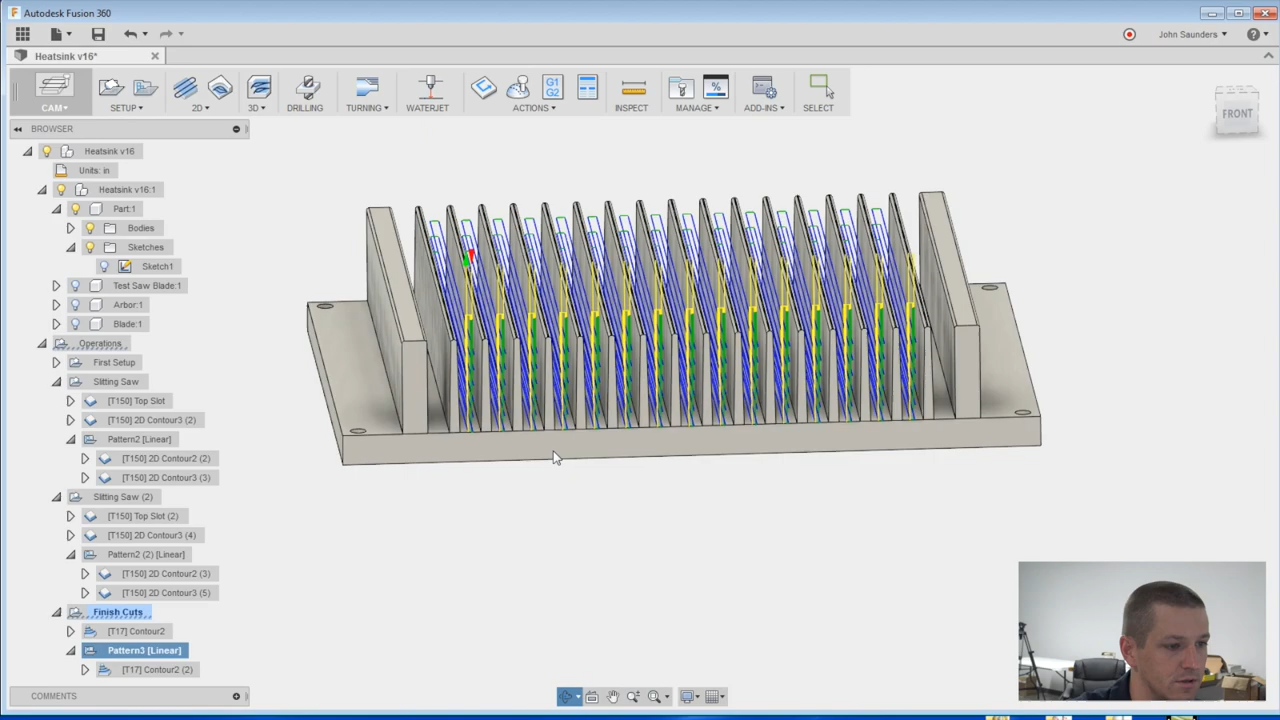 Autodesk Fusion 360
John Saunders
Heatsink v16*
G1
G2
%
CAM
SETUP
2D
3D
DRILLING
TURNING
WATERJET
ACTIONS
INSPECT
MANAGE
ADD-INS
SELECT
FRONT
BROWSER
Heatsink v16
Units: in
Heatsink v16:1
Part:1
Bodies
Sketches
Sketch1
Test Saw Blade:1
Arbor:1
Blade:1
Operations
First Setup
Slitting Saw
[T150] Top Slot
[T150] 2D Contour3 (2)
Pattern2 [Linear]
[T150] 2D Contour2 (2)
[T150] 2D Contour3 (3)
Slitting Saw (2)
[T150] Top Slot (2)
[T150] 2D Contour3 (4)
Pattern2 (2) [Linear]
[T150] 2D Contour2 (3)
[T150] 2D Contour3 (5)
Finish Cuts
[T17] Contour2
Pattern3 [Linear]
[T17] Contour2 (2)
COMMENTS